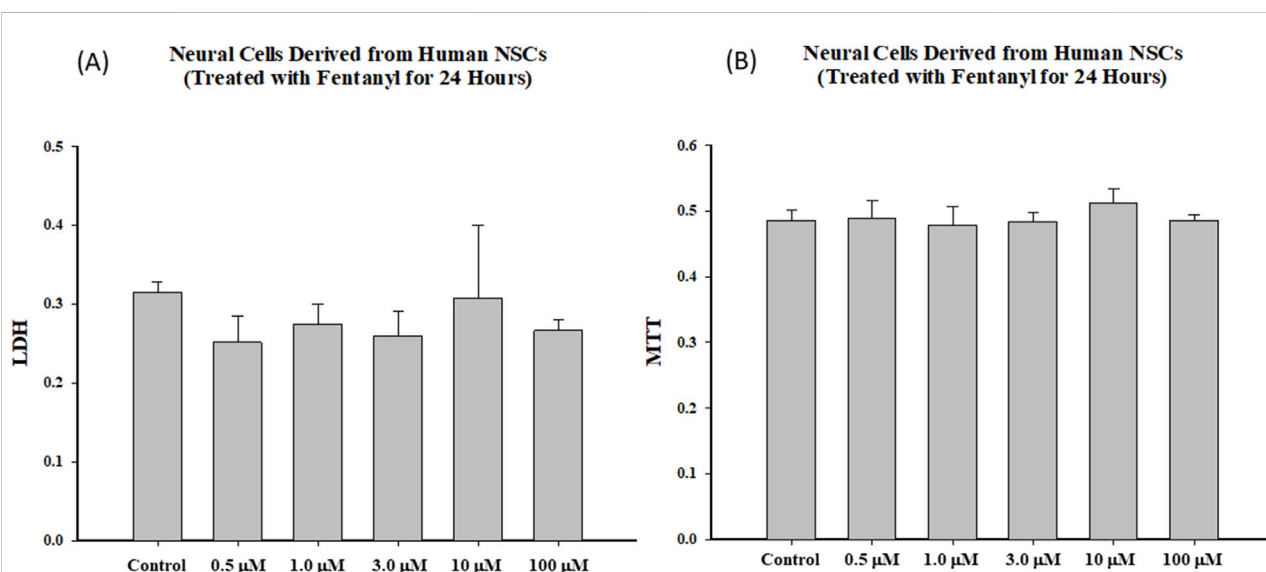 (A)
Neural Cells Derived from Human NSCs
(Treated with Fentanyl for 24 Hours)
0.5
0.4
0.3
0.2
0.1
0.0
LDH
Control 0.5 μM 1.0 μM 3.0 μM 10 μM 100 μM
(B)
Neural Cells Derived from Human NSCs
(Treated with Fentanyl for 24 Hours)
0.6
0.5
0.4
0.3
0.2
0.1
0.0
MTT
Control 0.5 μM 1.0 μM 3.0 μM 10 μM 100 μM